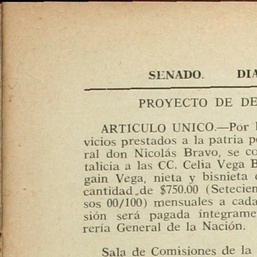 SENADO. DIA
PROYECTO DE DE
ARTICULO UNICO.—Por l
vicios prestados a la patria p
ral don Nicolás Bravo, se co
talicia a las CC. Celia Vega B
gain Vega, nieta y bisnieta d
cantidad de $750.00 (Setecien
sos 00/100) mensuales a cada
sión será pagada íntegrame
rería General de la Nación.
Sala de Comisiones de la